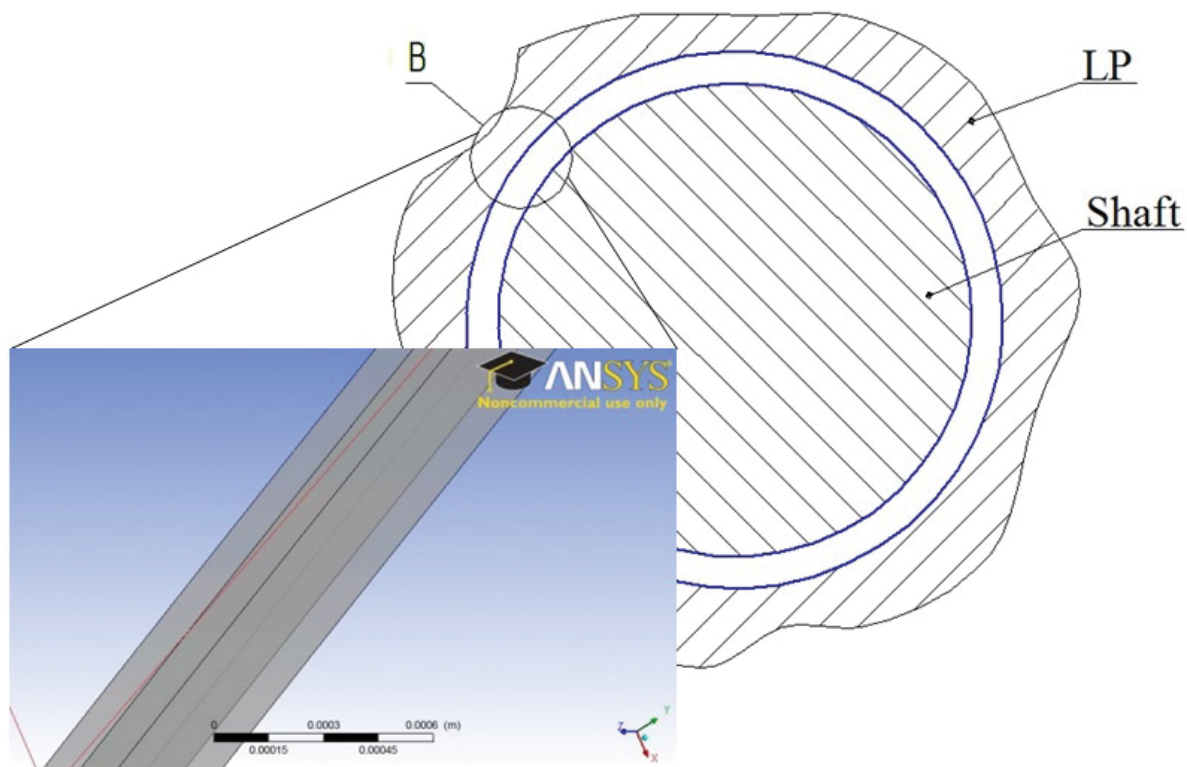 B
LP
Shaft
ANSYS
Noncommercial use only
0 0.0003 0.0006 (m)
0.00015 0.00045
Z Y
X